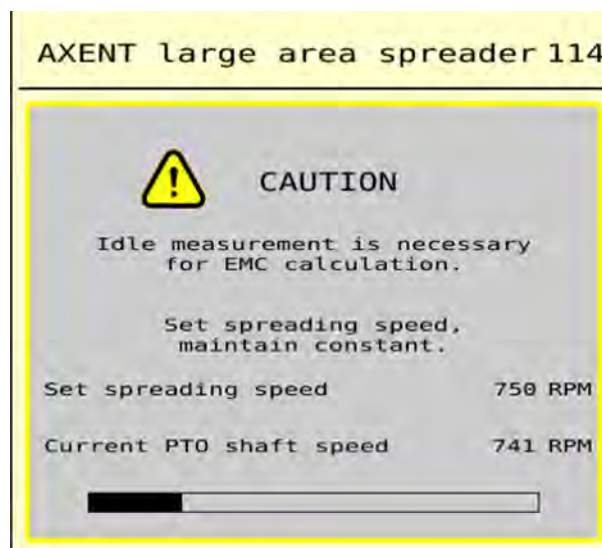 AXENT large area spreader 114
CAUTION
Idle measurement is necessary
for EMC calculation.
Set spreading speed,
maintain constant.
Set spreading speed 750 RPM
Current PTO shaft speed 741 RPM